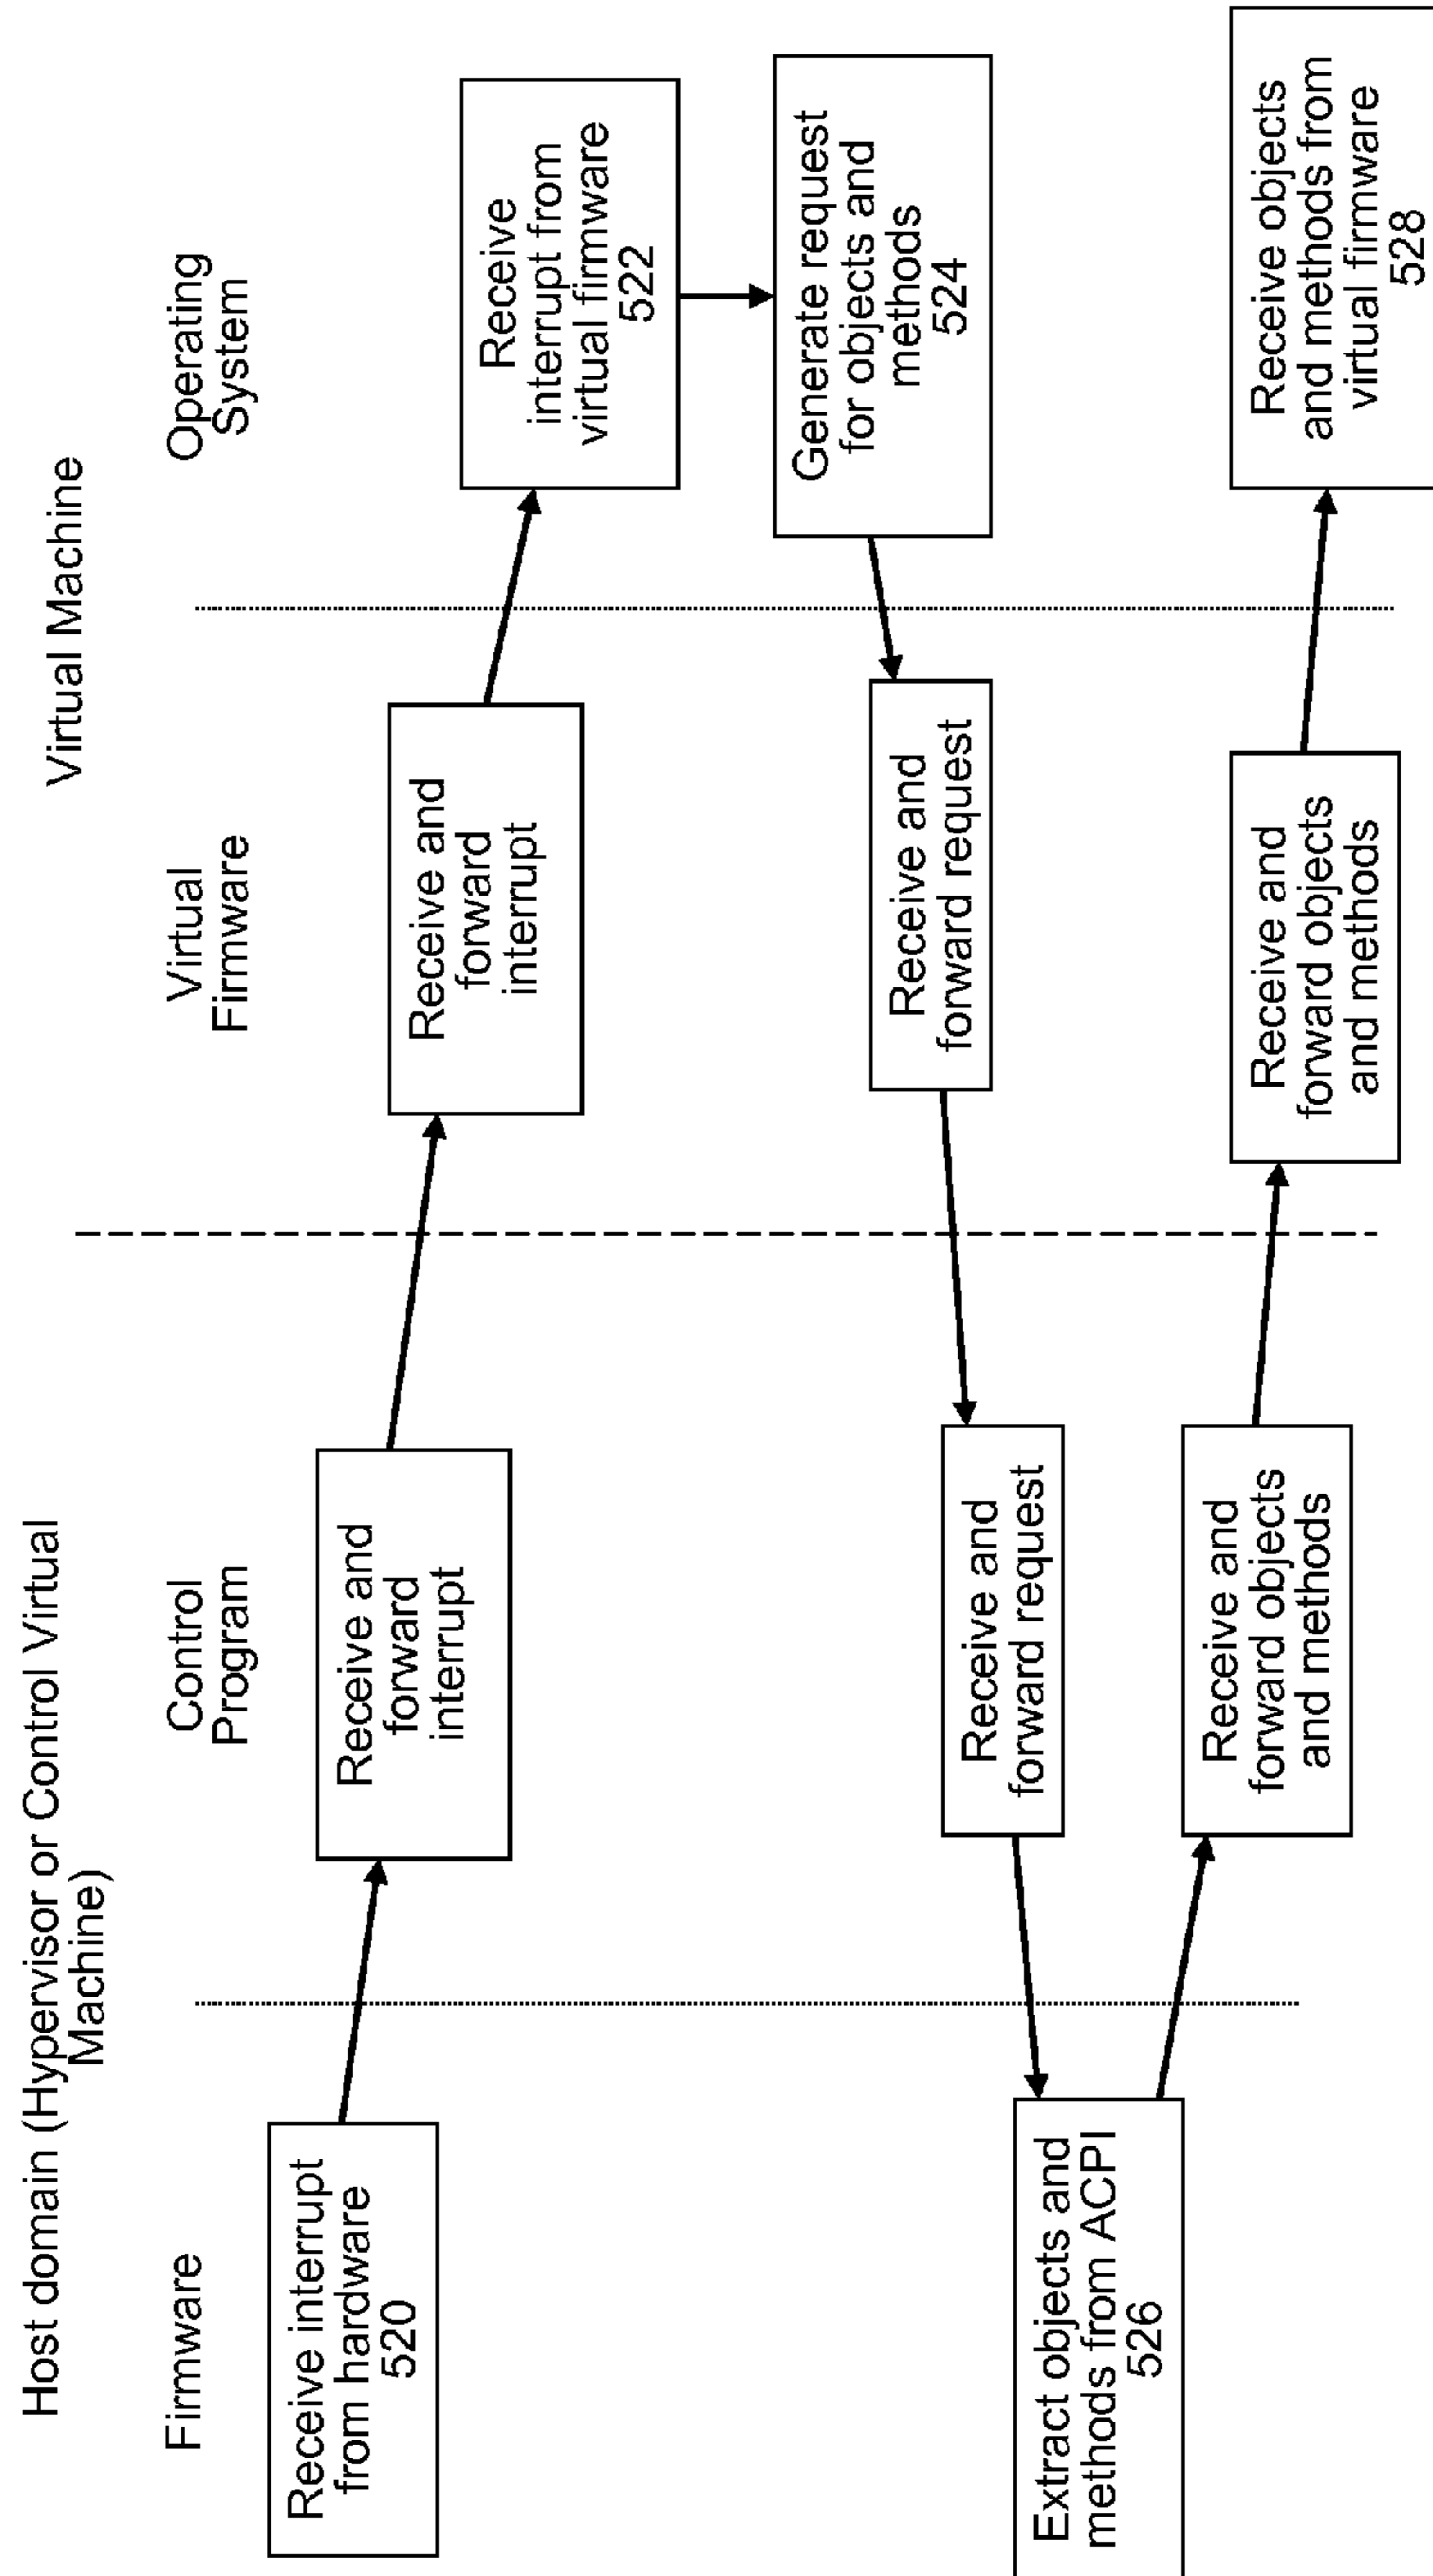 Host domain (Hypervisor or Control Virtual
Machine)
Virtual Machine
Firmware
Control
Program
Virtual
Firmware
Operating
System
Receive interrupt
from hardware
520
Receive and
forward
interrupt
Receive and
forward
interrupt
Receive
interrupt from
virtual firmware
522
Generate request
for objects and
methods
524
Receive and
forward request
Receive and
forward request
Extract objects and
methods from ACPI
526
Receive and
forward objects
and methods
Receive and
forward objects
and methods
Receive objects
and methods from
virtual firmware
528